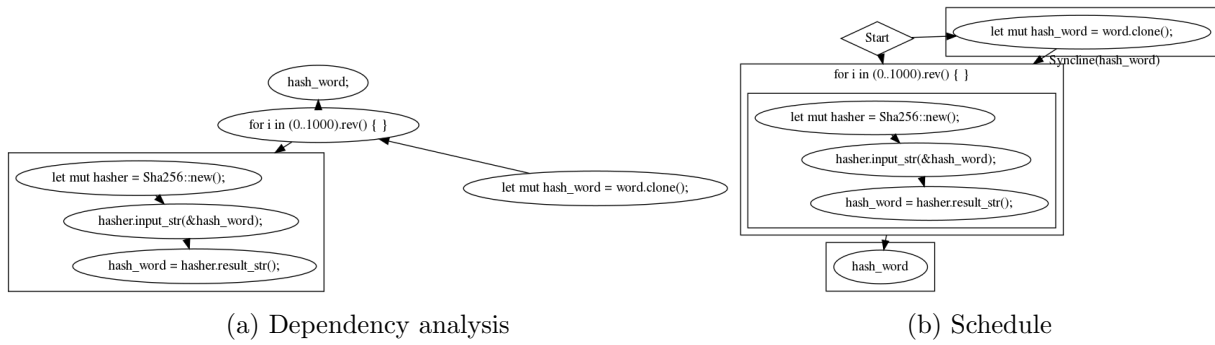 hash_word;
for i in (0..1000).rev() { }
let mut hasher = Sha256::new();
hasher.input_str(&hash_word);
hash_word = hasher.result_str();
let mut hash_word = word.clone();
(a) Dependency analysis
Start
let mut hash_word = word.clone();
Syncline(hash_word)
for i in (0..1000).rev() { }
let mut hasher = Sha256::new();
hasher.input_str(&hash_word);
hash_word = hasher.result_str();
hash_word
(b) Schedule